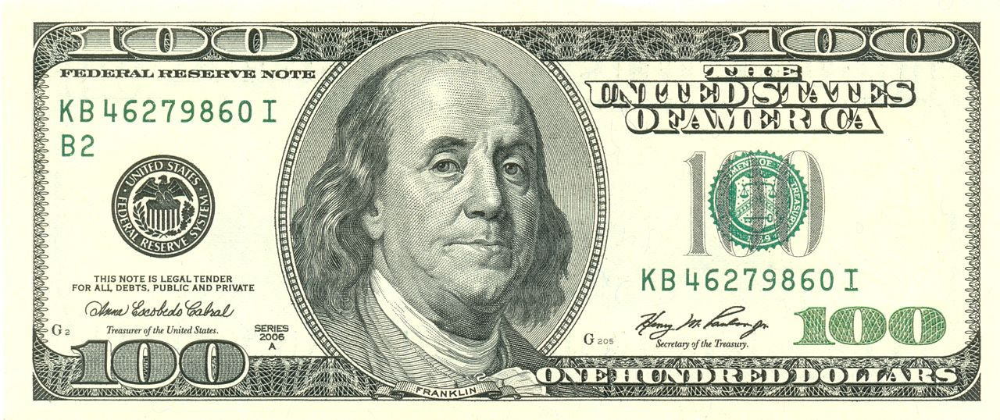 100
100
FEDERAL RESERVE NOTE
THE
UNITED STATES
OF AMERICA
KB 46279860 I
B2
UNITED STATES
FEDERAL RESERVE SYSTEM
100
THE TREASURY
1789
THIS NOTE IS LEGAL TENDER
FOR ALL DEBTS, PUBLIC AND PRIVATE
KB 46279860 I
Anna Escobedo Cabral
Treasurer of the United States.
G2
SERIES
2006
A
Henry M. Paulson Jr.
Secretary of the Treasury.
G 205
100
100
FRANKLIN
ONE HUNDRED DOLLARS